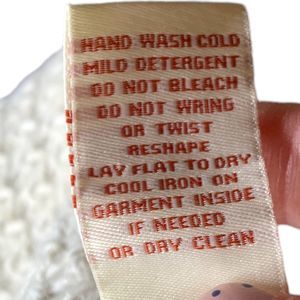 HAND WASH COLD
MILD DETERGENT
DO NOT BLEACH
DO NOT WRING
OR TWIST
RESHAPE
LAY FLAT TO DRY
COOL IRON ON
GARMENT INSIDE
IF NEEDED
OR DRY CLEAN